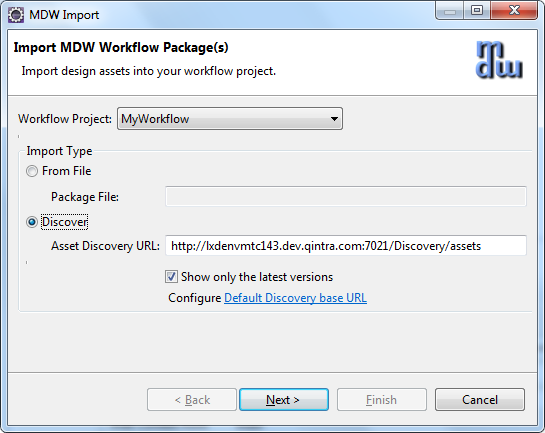 MDW Import
Import MDW Workflow Package(s)
Import design assets into your workflow project.
mdw
Workflow Project: MyWorkflow
Import Type
From File
Package File:
Discover
Asset Discovery URL: http://lxdenvmtc143.dev.qintra.com:7021/Discovery/assets
Show only the latest versions
Configure Default Discovery base URL
< Back Next > Finish Cancel